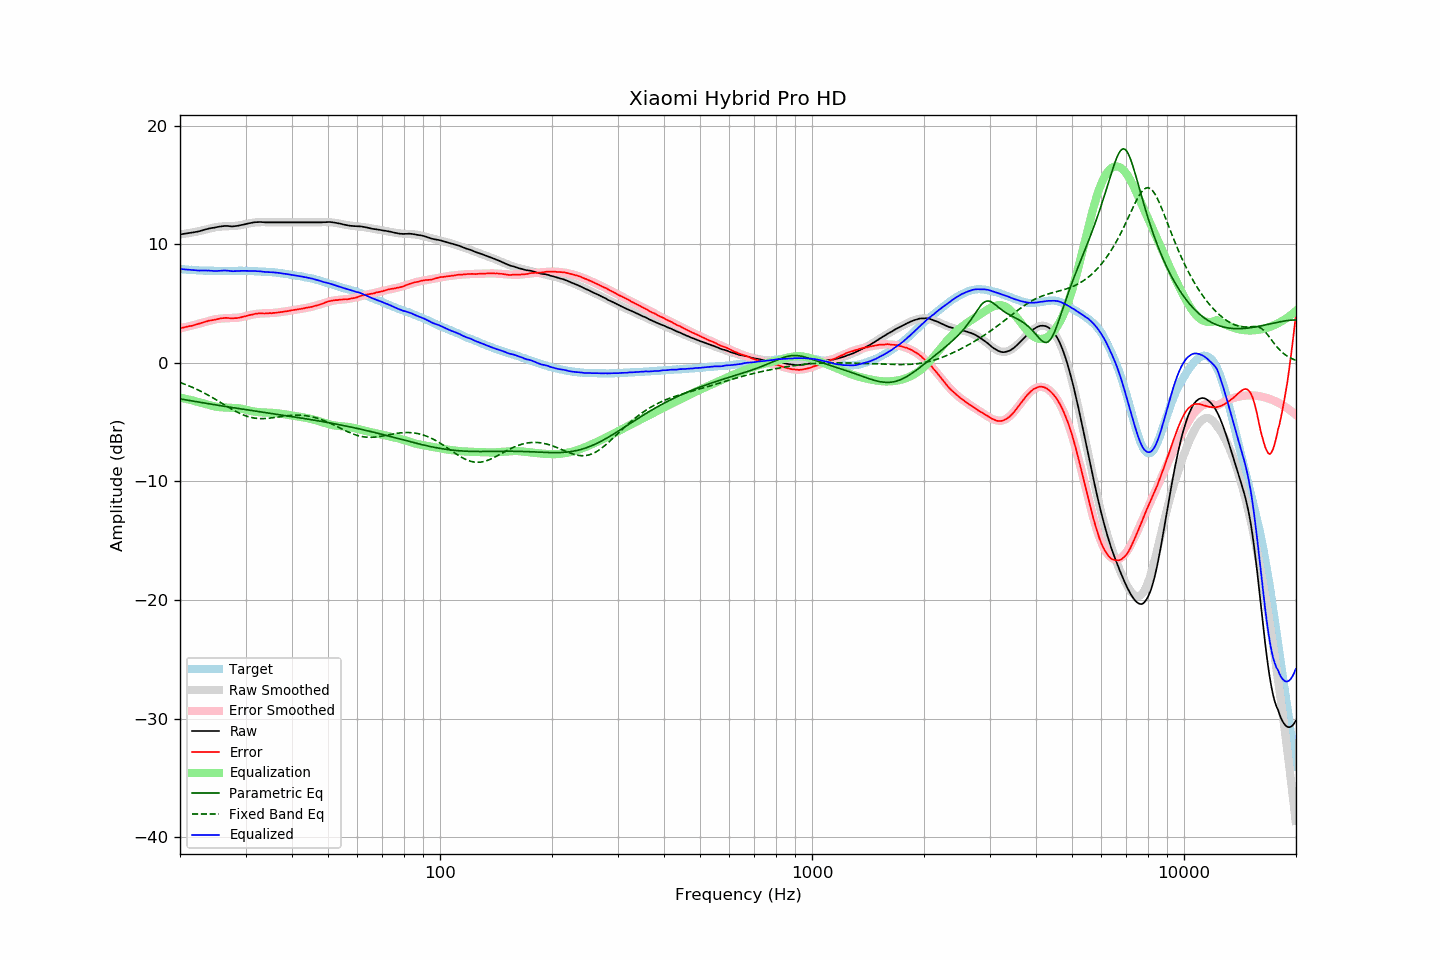 Xiaomi Hybrid Pro HD
20
10
0
−10
−20
−30
−40
Amplitude (dBr)
Target
Raw Smoothed
Error Smoothed
Raw
Error
Equalization
Parametric Eq
Fixed Band Eq
Equalized
100
1000
10000
Frequency (Hz)